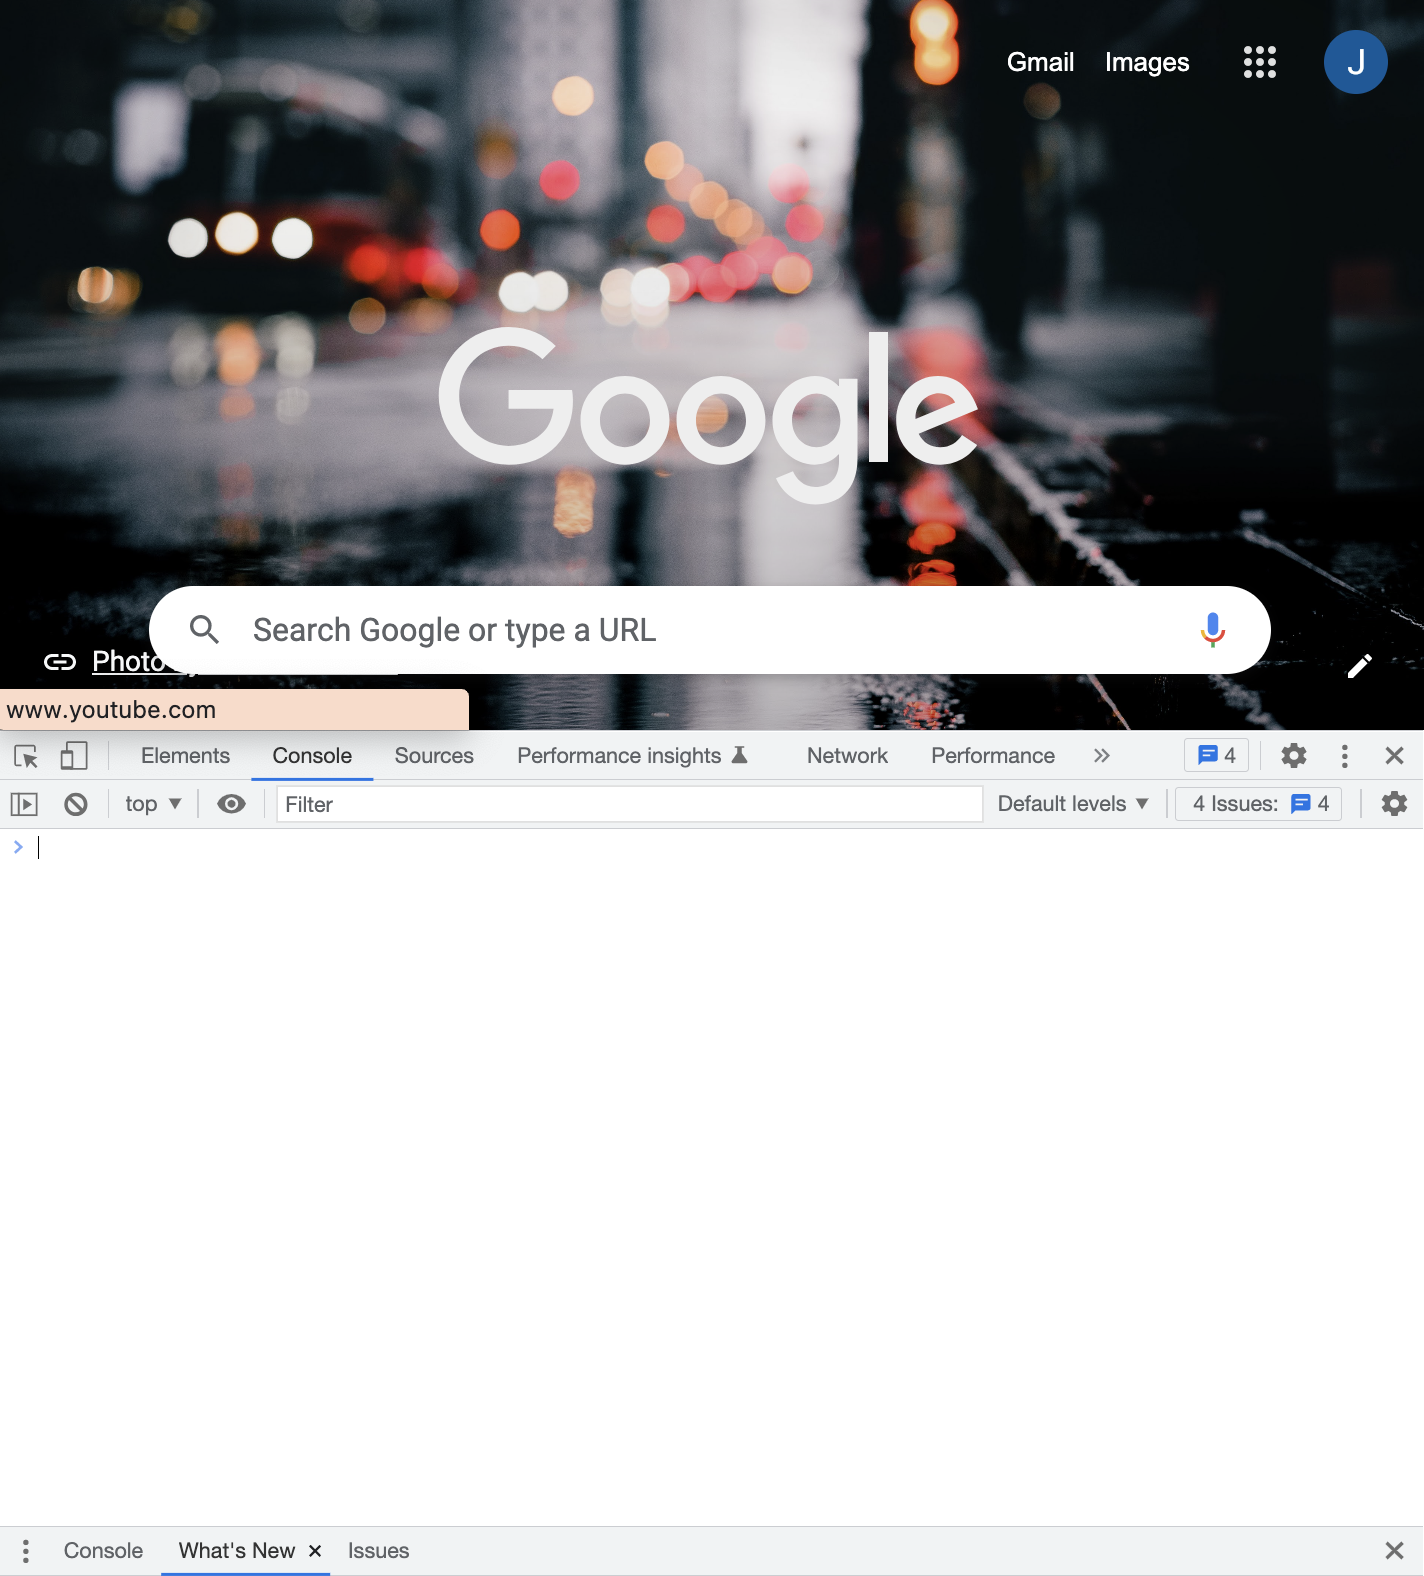 Gmail Images J
Google
Search Google or type a URL
Photo
www.youtube.com
Elements Console Sources Performance insights Network Performance 4
top Filter Default levels 4 Issues: 4
Console What's New Issues